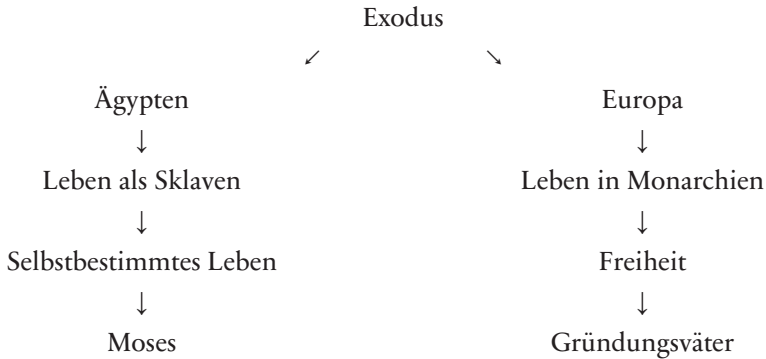 Exodus
↙ ↘
Ägypten Europa
↓ ↓
Leben als Sklaven Leben in Monarchien
↓ ↓
Selbstbestimmtes Leben Freiheit
↓ ↓
Moses Gründungsväter